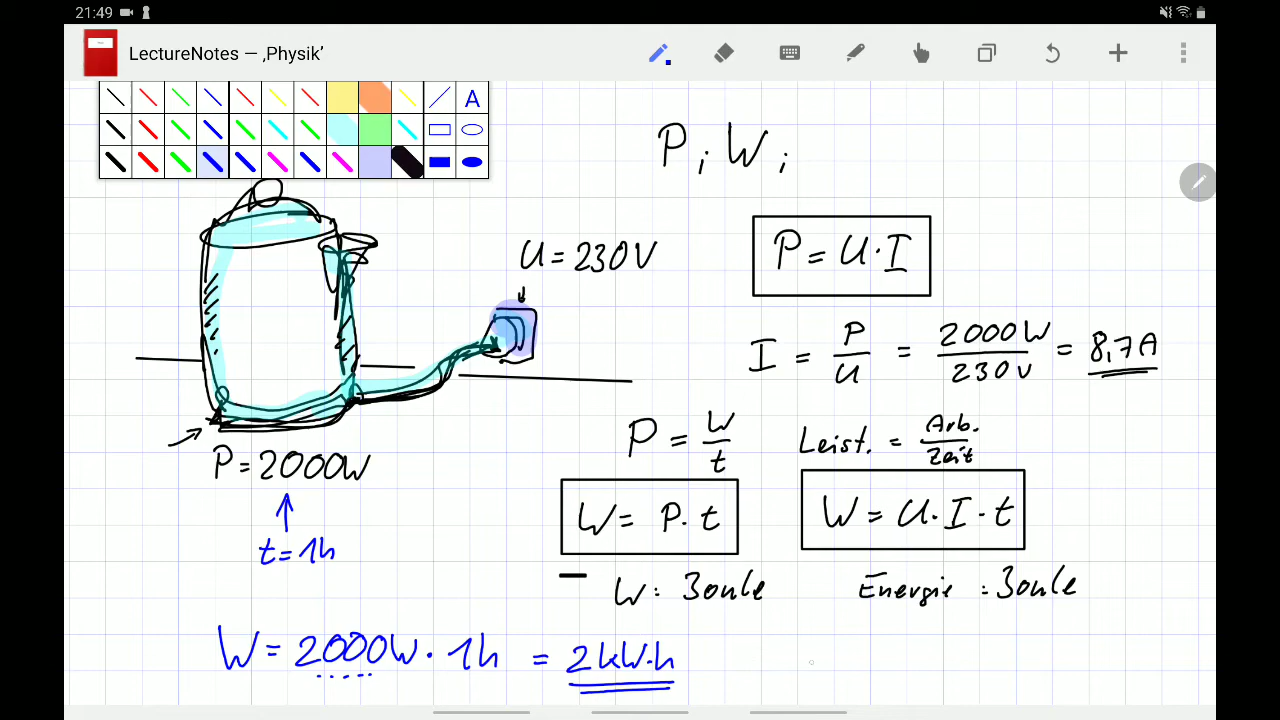 21:49
LectureNotes — ‚Physik’
A
P ; W ;
U = 230V
P = U · I
I = P/U = 2000W/230V = 8,7A
P = W/t
Leist. = Arb./Zeit
P = 2000W
W = P · t
W = U · I · t
t = 1h
W : Joule
Energie : Joule
W = 2000W · 1h = 2kW·h